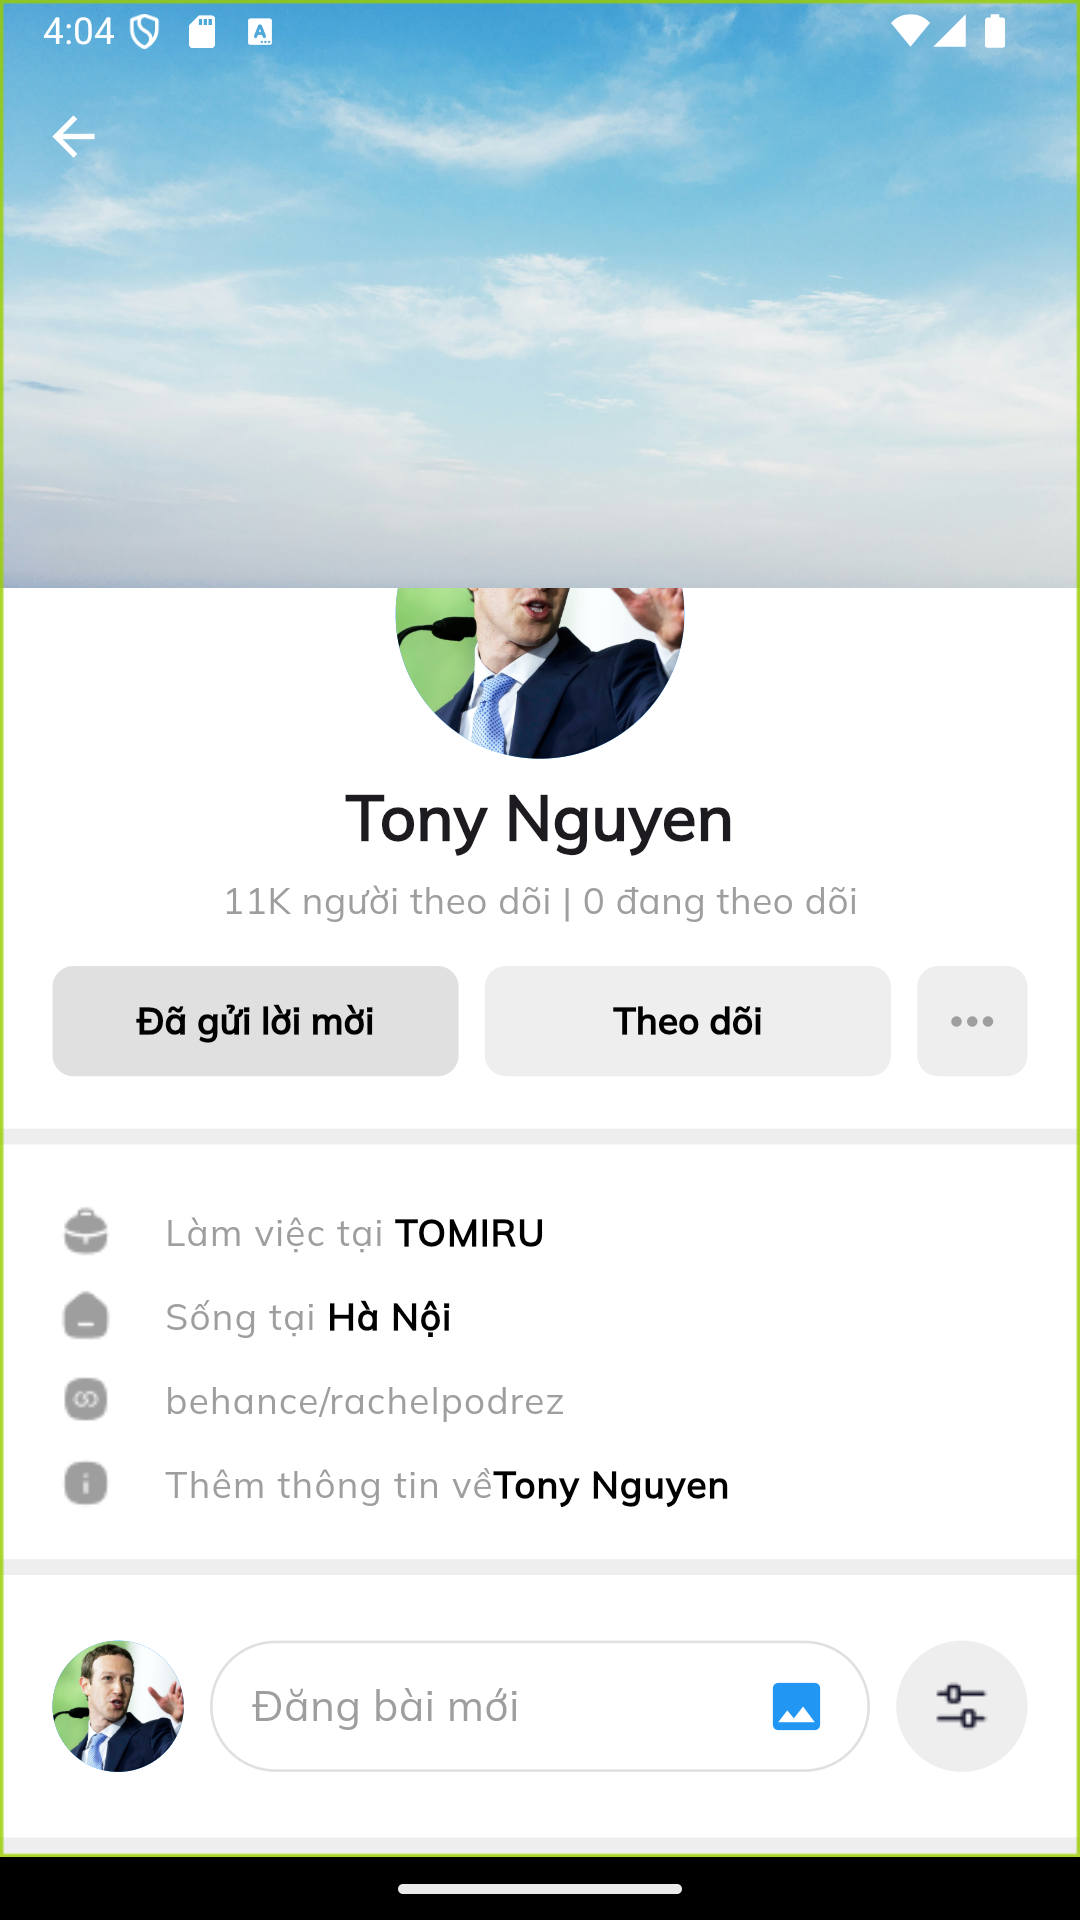 4:04
Tony Nguyen
11K người theo dõi | 0 đang theo dõi
Đã gửi lời mời
Theo dõi
Làm việc tại TOMIRU
Sống tại Hà Nội
behance/rachelpodrez
Thêm thông tin vềTony Nguyen
Đăng bài mới